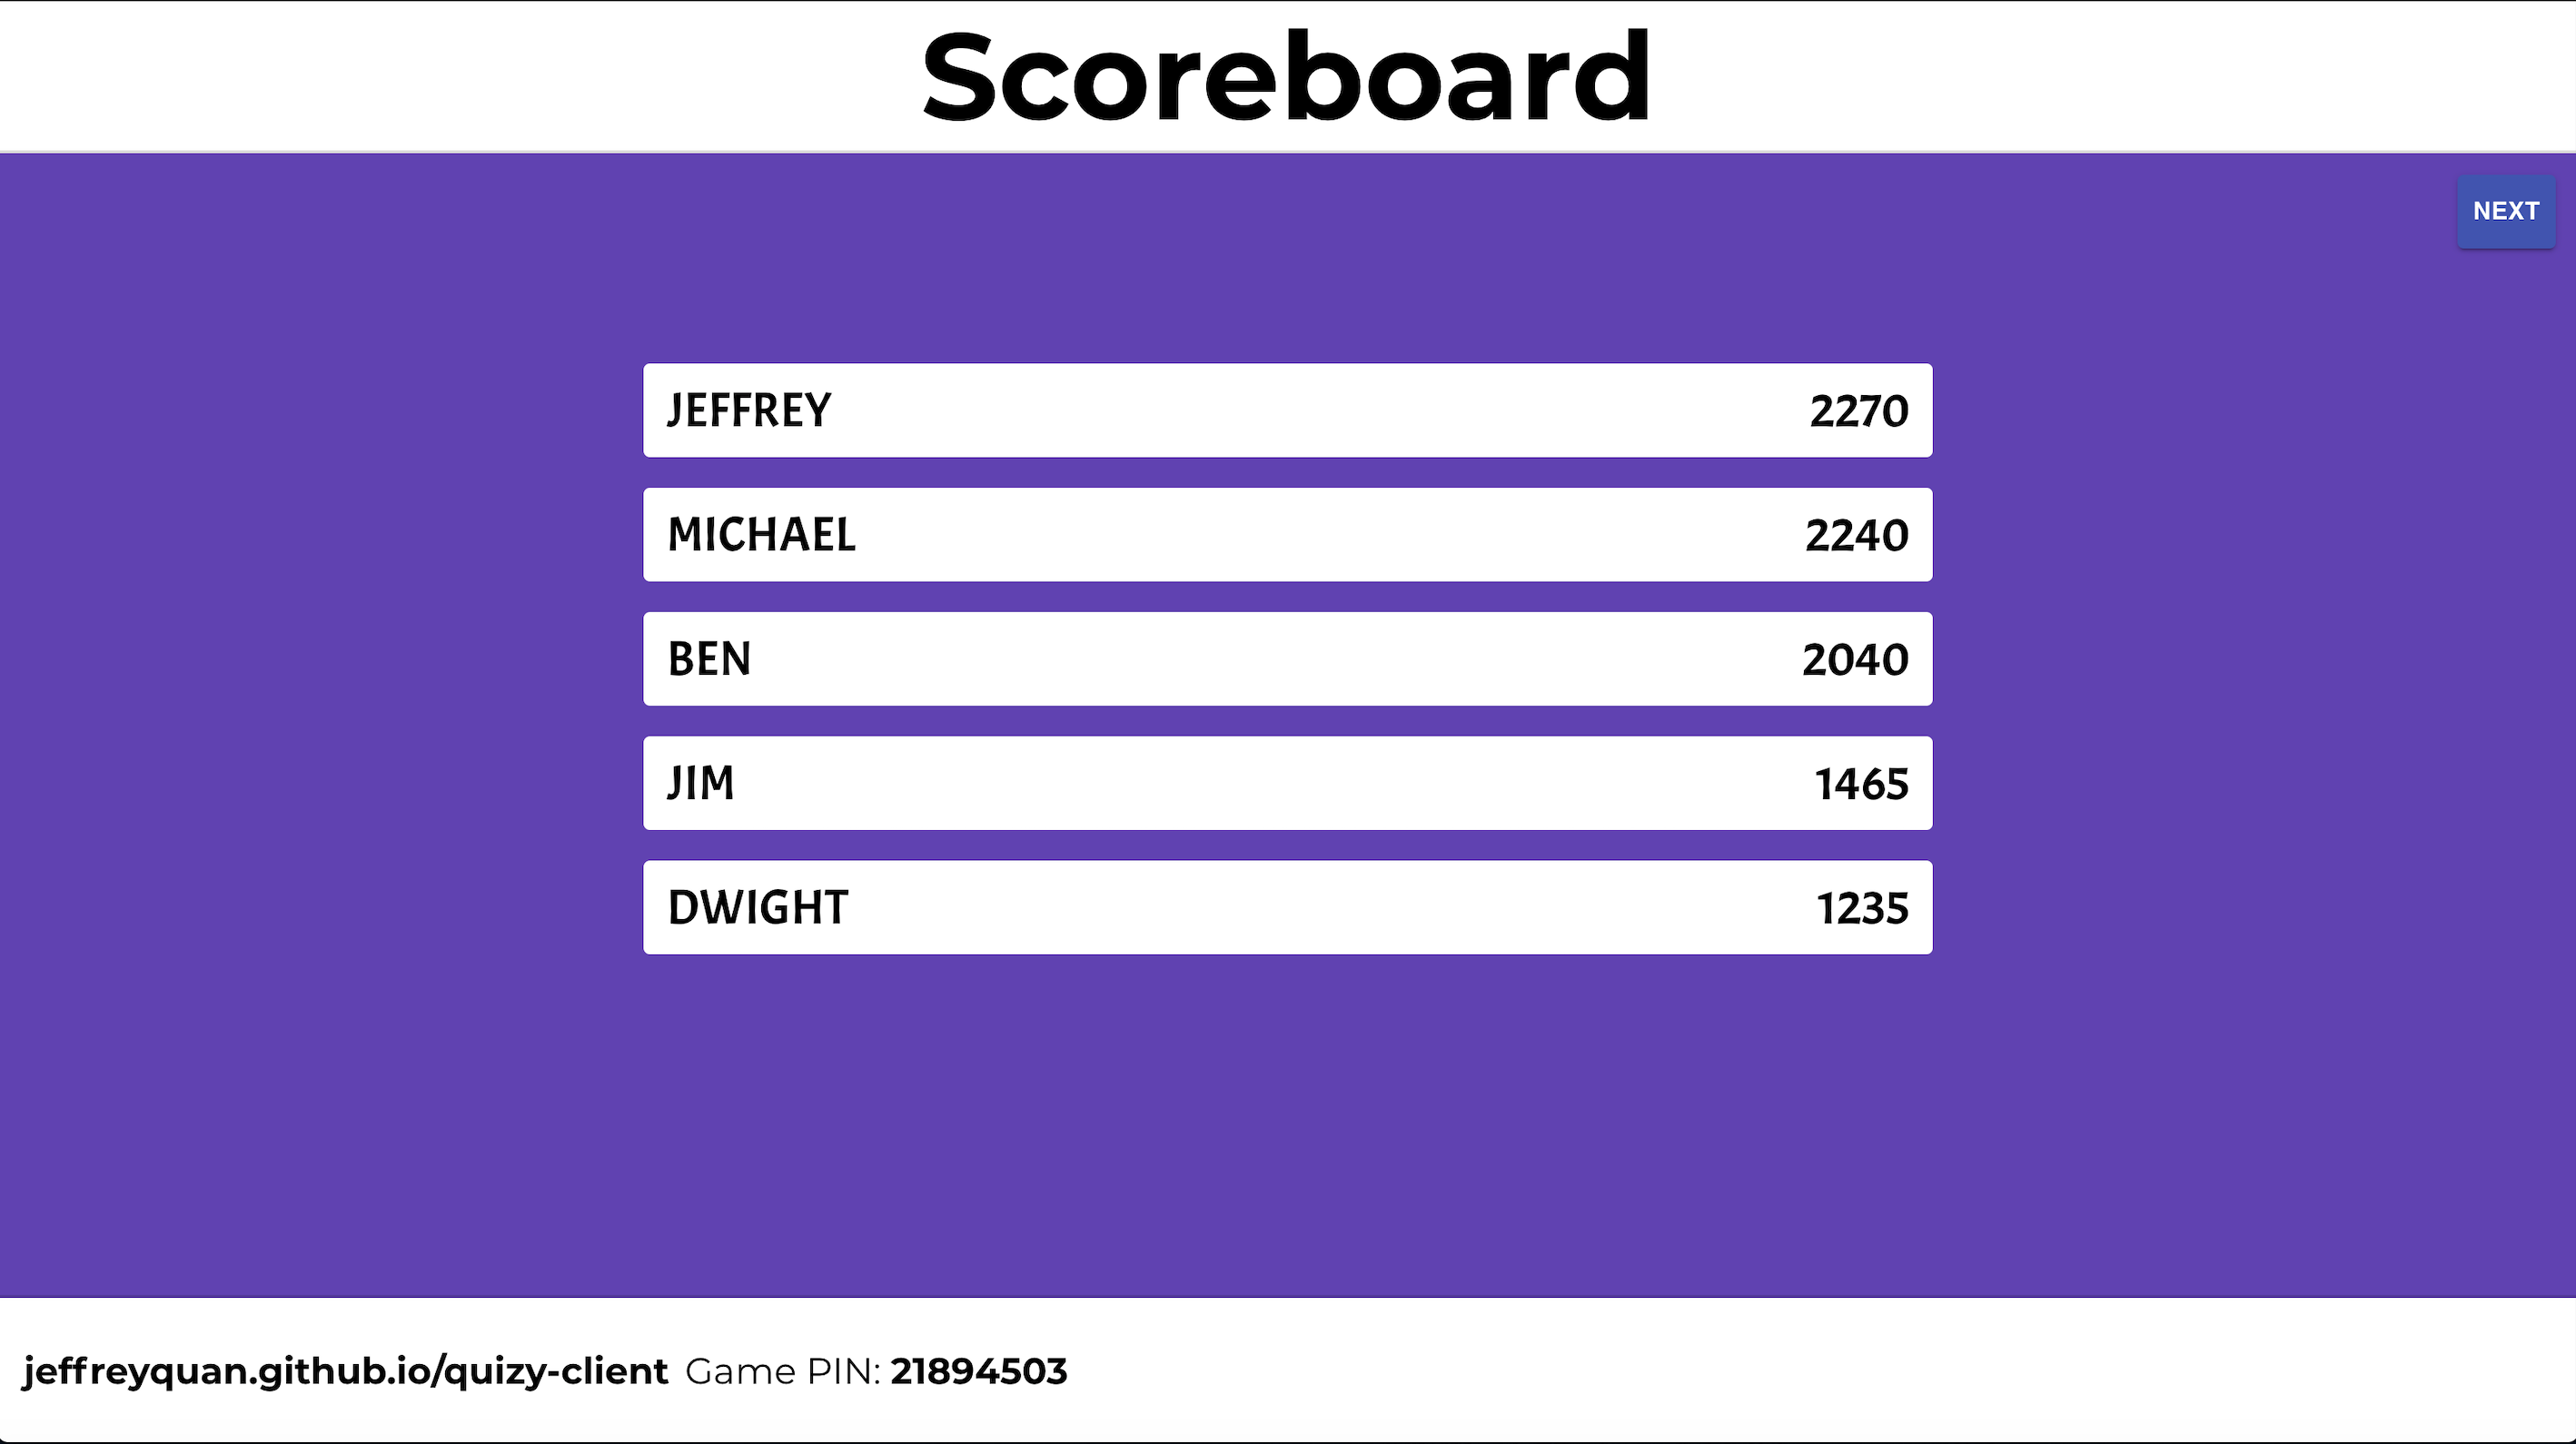 Scoreboard
NEXT
JEFFREY 2270
MICHAEL 2240
BEN 2040
JIM 1465
DWIGHT 1235
jeffreyquan.github.io/quizy-client Game PIN: 21894503